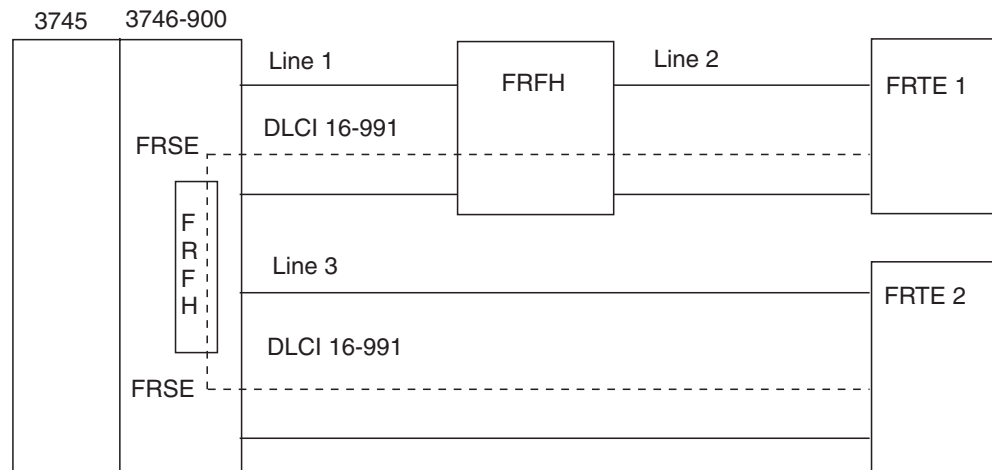 3745 3746-900
Line 1
Line 2
FRFH
FRTE 1
DLCI 16-991
FRSE
F
R
F
H
Line 3
FRTE 2
DLCI 16-991
FRSE